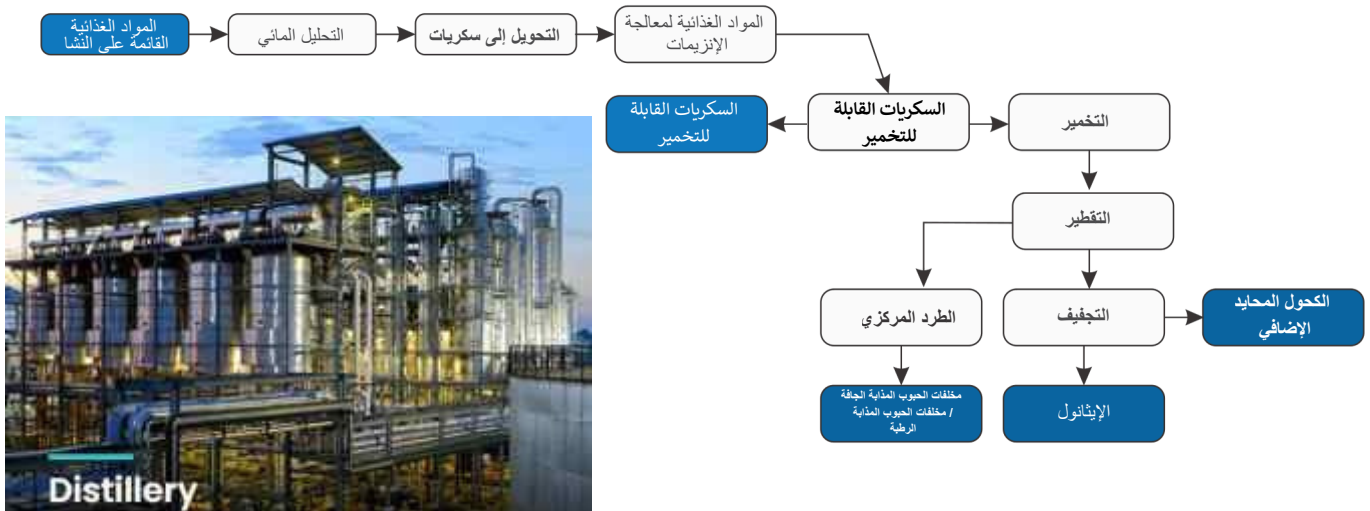 المواد الغذائية
القائمة على النشا
التحليل المائي
التحويل إلى سكريات
المواد الغذائية لمعالجة
الإنزيمات
السكريات القابلة
للتخمير
السكريات القابلة
للتخمير
التخمير
التقطير
الطرد المركزي
التجفيف
الكحول المحايد
الإضافي
مخلفات الحبوب المذابة الجافة
/ مخلفات الحبوب المذابة
الرطبة
الإيثانول
Distillery